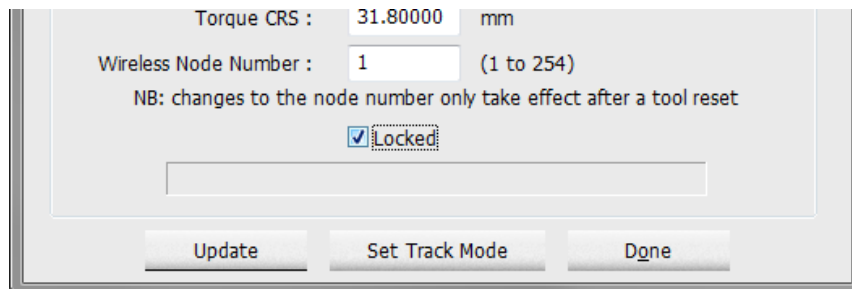 Torque CRS : 31.80000 mm
Wireless Node Number : 1 (1 to 254)
NB: changes to the node number only take effect after a tool reset
Locked
Update Set Track Mode Done